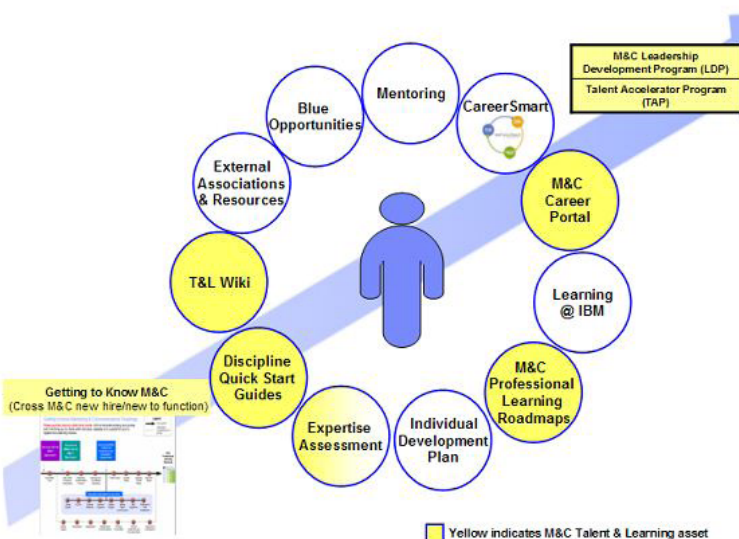 M&C Leadership
Development Program (LDP)
Talent Accelerator Program
(TAP)
Mentoring
CareerSmart
Blue
Opportunities
External
Associations
& Resources
M&C
Career
Portal
T&L Wiki
Learning
@ IBM
Discipline
Quick Start
Guides
M&C
Professional
Learning
Roadmaps
Getting to Know M&C
(Cross M&C new hire/new to function)
Expertise
Assessment
Individual
Development
Plan
Yellow indicates M&C Talent & Learning asset